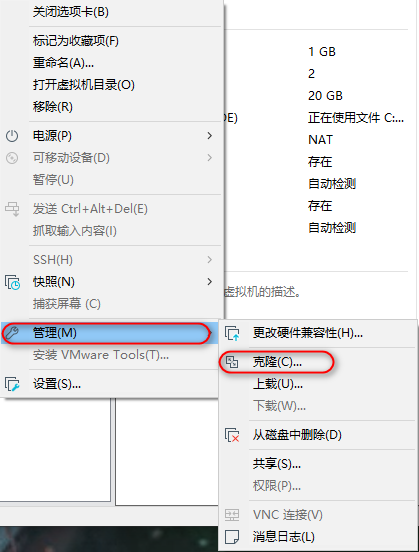 关闭选项卡(B)
标记为收藏项(F)
重命名(A)...
打开虚拟机目录(O)
移除(R)
电源(P)
可移动设备(D)
暂停(U)
发送 Ctrl+Alt+Del(E)
抓取输入内容(I)
SSH(H)
快照(N)
捕获屏幕 (C)
管理(M)
安装 VMware Tools(T)...
设置(S)...
1 GB
2
20 GB
DE)
正在使用文件 C:...
NAT
存在
自动检测
存在
自动检测
虚拟机的描述。
更改硬件兼容性(H)...
克隆(C)...
上载(U)...
下载(W)...
从磁盘中删除(D)
共享(S)...
权限(P)...
VNC 连接(V)
消息日志(L)